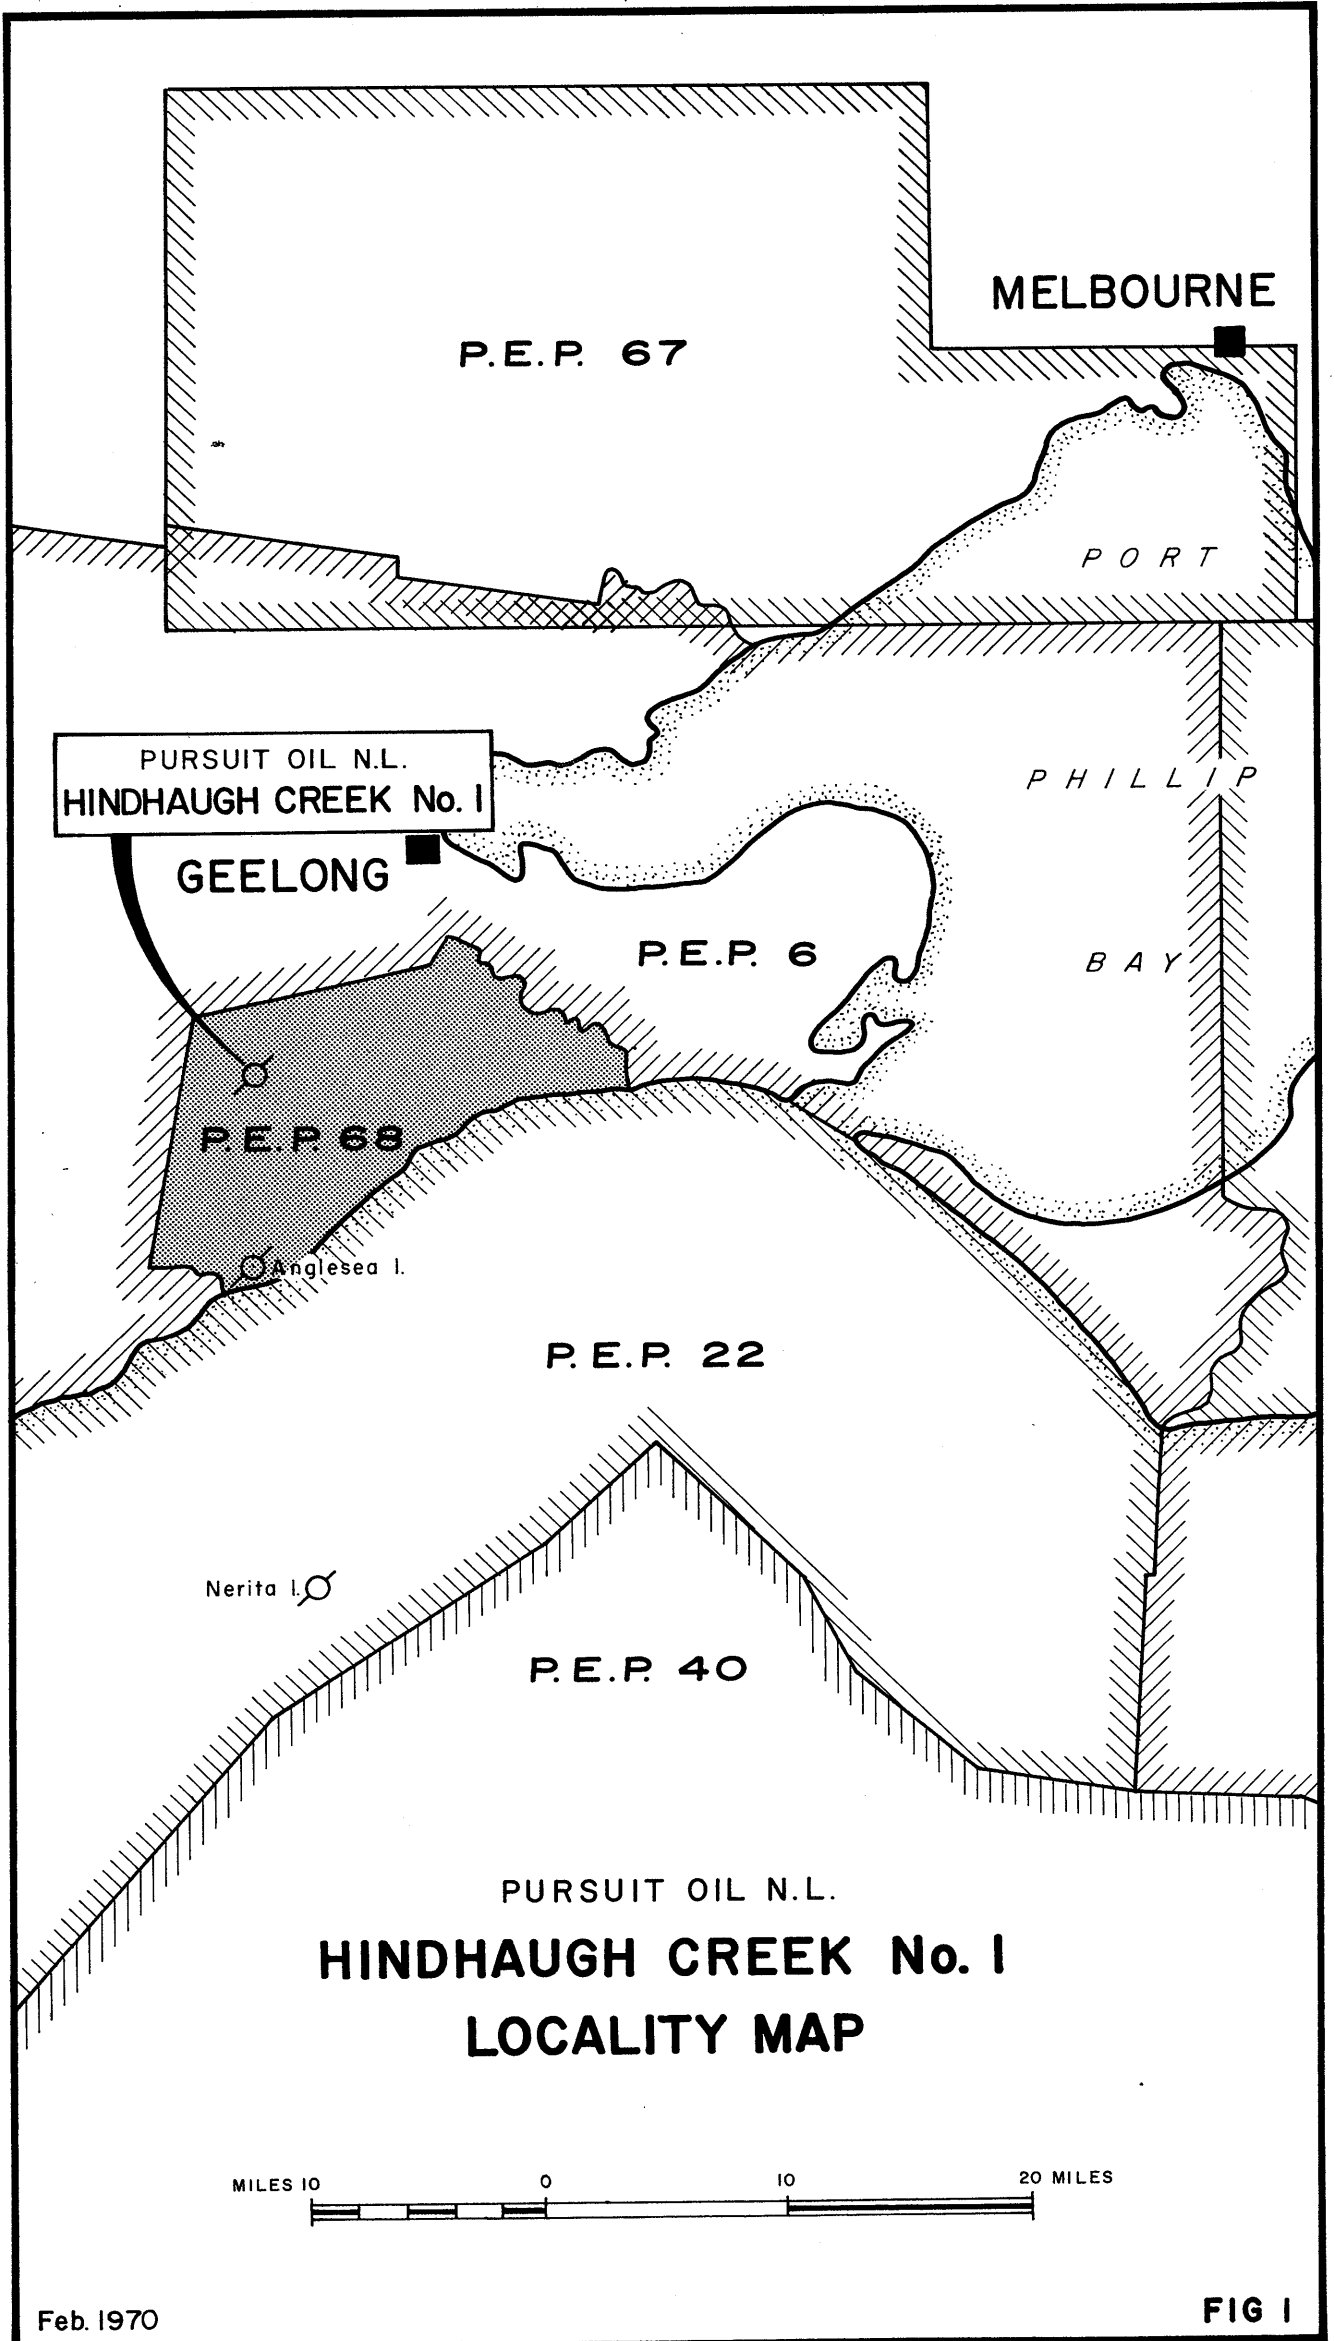 MELBOURNE
P.E.P. 67
PORT
PURSUIT OIL N.L.
HINDHAUGH CREEK No. 1
PHILLIP
GEELONG
P.E.P. 6
BAY
P.E.P. 68
Anglesea 1.
P.E.P. 22
Nerita 1.
P.E.P. 40
PURSUIT OIL N.L.
HINDHAUGH CREEK No. 1
LOCALITY MAP
MILES 10 0 10 20 MILES
Feb. 1970
FIG 1